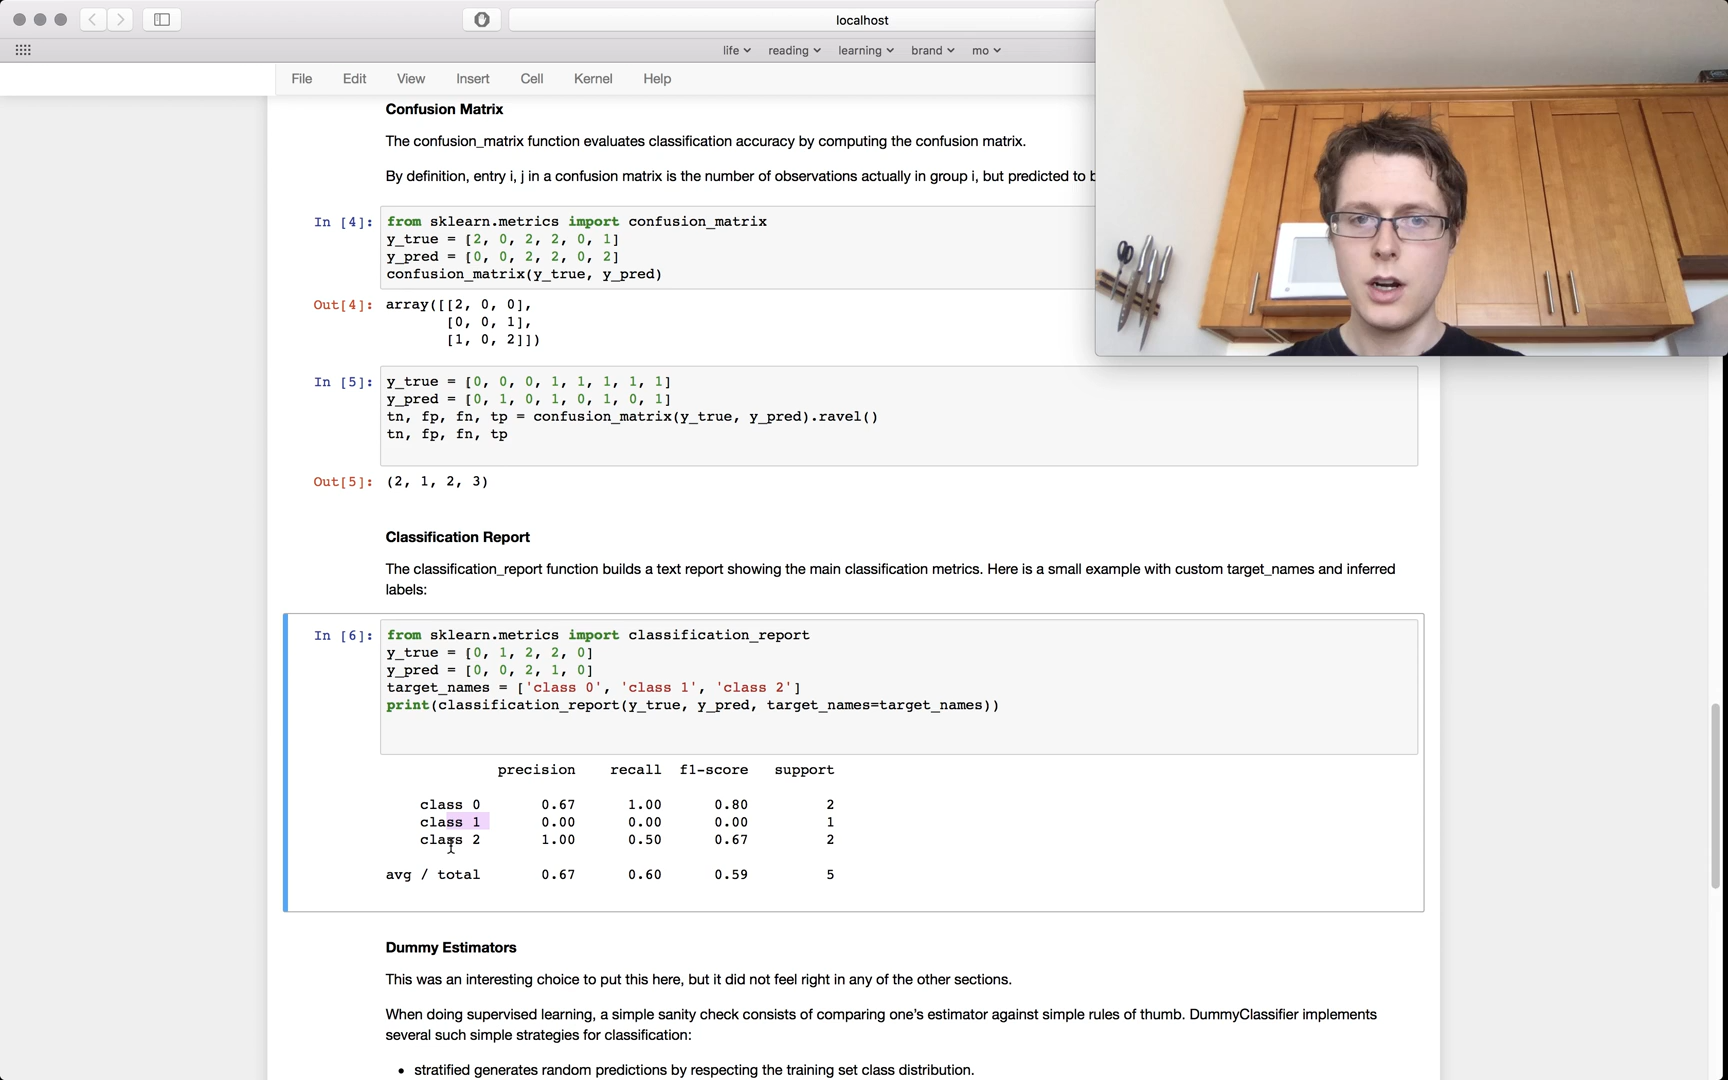 localhost
life reading learning brand mo
File Edit View Insert Cell Kernel Help
Confusion Matrix
The confusion_matrix function evaluates classification accuracy by computing the confusion matrix.
By definition, entry i, j in a confusion matrix is the number of observations actually in group i, but predicted to b
In [4]: from sklearn.metrics import confusion_matrix
y_true = [2, 0, 2, 2, 0, 1]
y_pred = [0, 0, 2, 2, 0, 2]
confusion_matrix(y_true, y_pred)
Out[4]: array([[2, 0, 0],
[0, 0, 1],
[1, 0, 2]])
In [5]: y_true = [0, 0, 0, 1, 1, 1, 1, 1]
y_pred = [0, 1, 0, 1, 0, 1, 0, 1]
tn, fp, fn, tp = confusion_matrix(y_true, y_pred).ravel()
tn, fp, fn, tp
Out[5]: (2, 1, 2, 3)
Classification Report
The classification_report function builds a text report showing the main classification metrics. Here is a small example with custom target_names and inferred
labels:
In [6]: from sklearn.metrics import classification_report
y_true = [0, 1, 2, 2, 0]
y_pred = [0, 0, 2, 1, 0]
target_names = ['class 0', 'class 1', 'class 2']
print(classification_report(y_true, y_pred, target_names=target_names))
precision recall f1-score support
class 0 0.67 1.00 0.80 2
class 1 0.00 0.00 0.00 1
class 2 1.00 0.50 0.67 2
avg / total 0.67 0.60 0.59 5
Dummy Estimators
This was an interesting choice to put this here, but it did not feel right in any of the other sections.
When doing supervised learning, a simple sanity check consists of comparing one's estimator against simple rules of thumb. DummyClassifier implements
several such simple strategies for classification:
• stratified generates random predictions by respecting the training set class distribution.